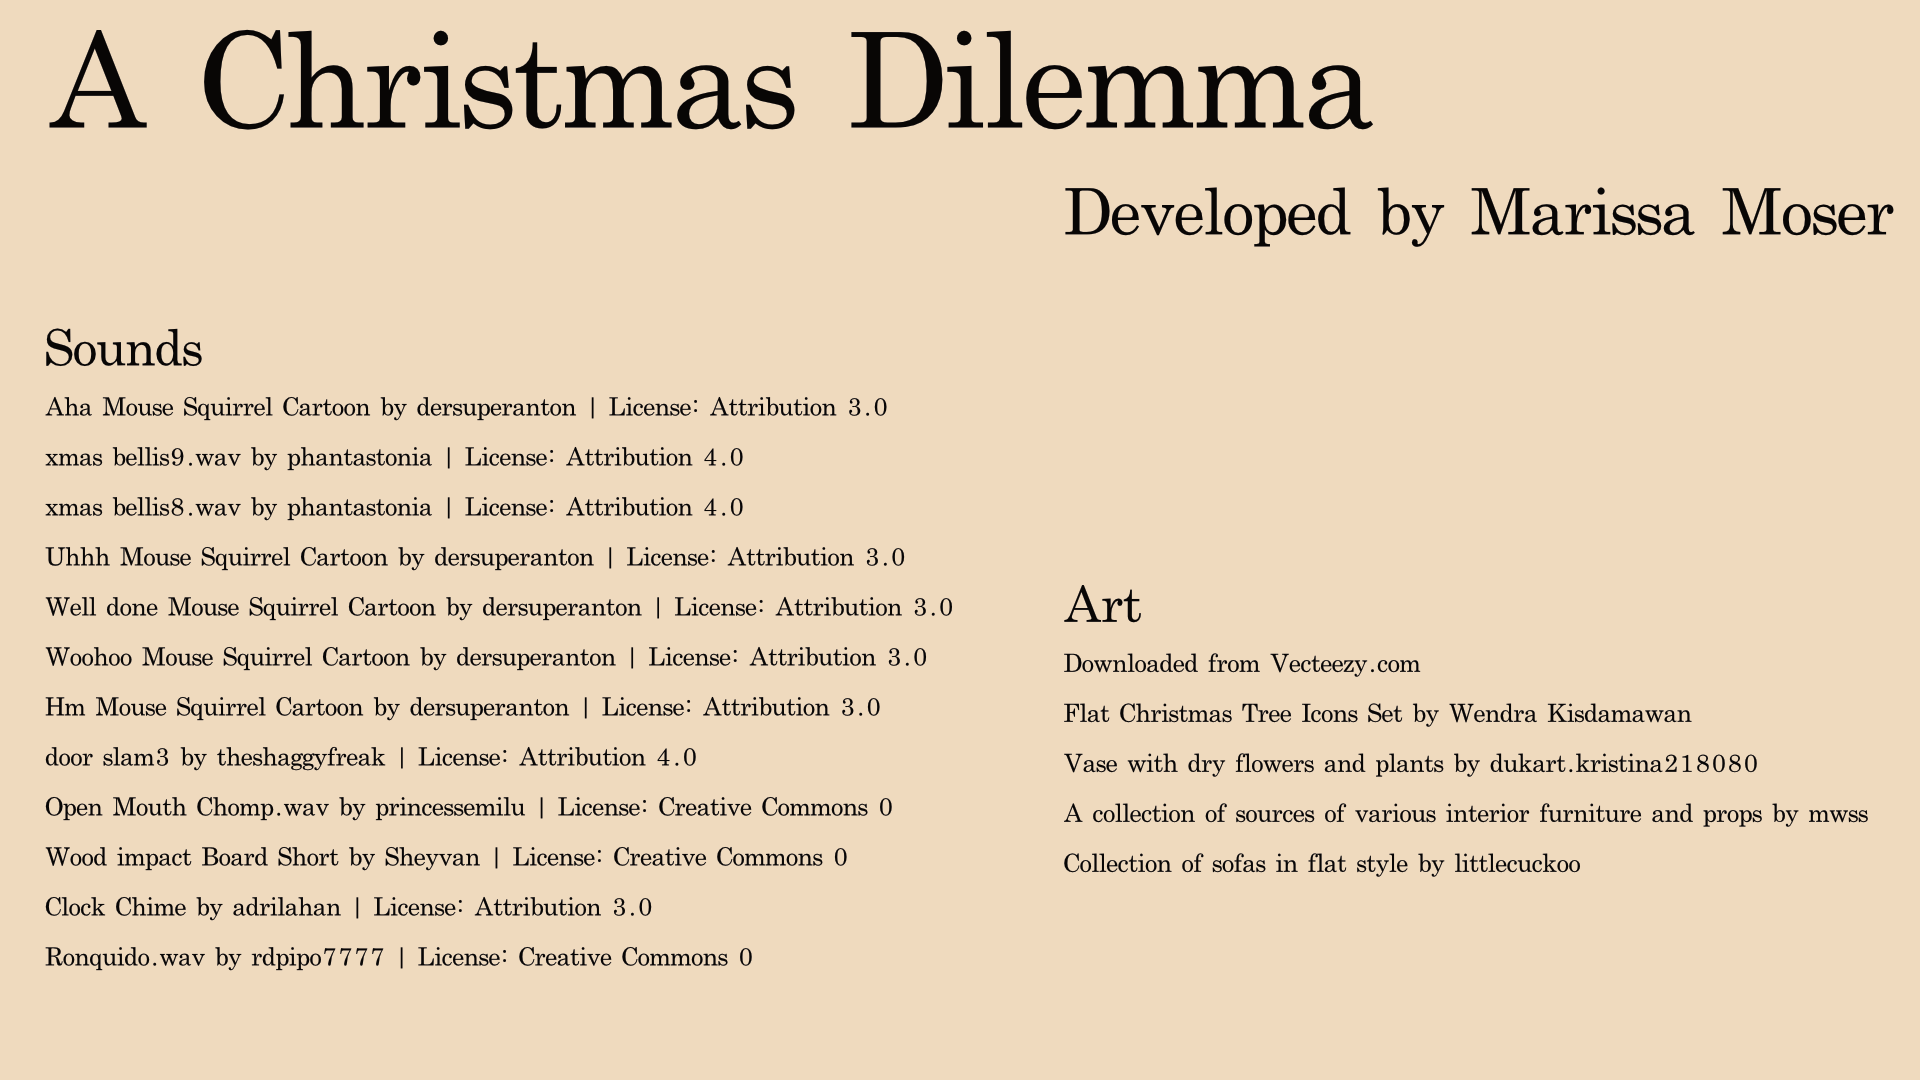 A Christmas Dilemma
Developed by Marissa Moser
Sounds
Aha Mouse Squirrel Cartoon by dersuperanton | License: Attribution 3.0
xmas bellis9.wav by phantastonia | License: Attribution 4.0
xmas bellis8.wav by phantastonia | License: Attribution 4.0
Uhhh Mouse Squirrel Cartoon by dersuperanton | License: Attribution 3.0
Well done Mouse Squirrel Cartoon by dersuperanton | License: Attribution 3.0
Woohoo Mouse Squirrel Cartoon by dersuperanton | License: Attribution 3.0
Hm Mouse Squirrel Cartoon by dersuperanton | License: Attribution 3.0
door slam3 by theshaggyfreak | License: Attribution 4.0
Open Mouth Chomp.wav by princessemilu | License: Creative Commons 0
Wood impact Board Short by Sheyvan | License: Creative Commons 0
Clock Chime by adrilahan | License: Attribution 3.0
Ronquido.wav by rdpipo7777 | License: Creative Commons 0
Art
Downloaded from Vecteezy.com
Flat Christmas Tree Icons Set by Wendra Kisdamawan
Vase with dry flowers and plants by dukart.kristina218080
A collection of sources of various interior furniture and props by mwss
Collection of sofas in flat style by littlecuckoo